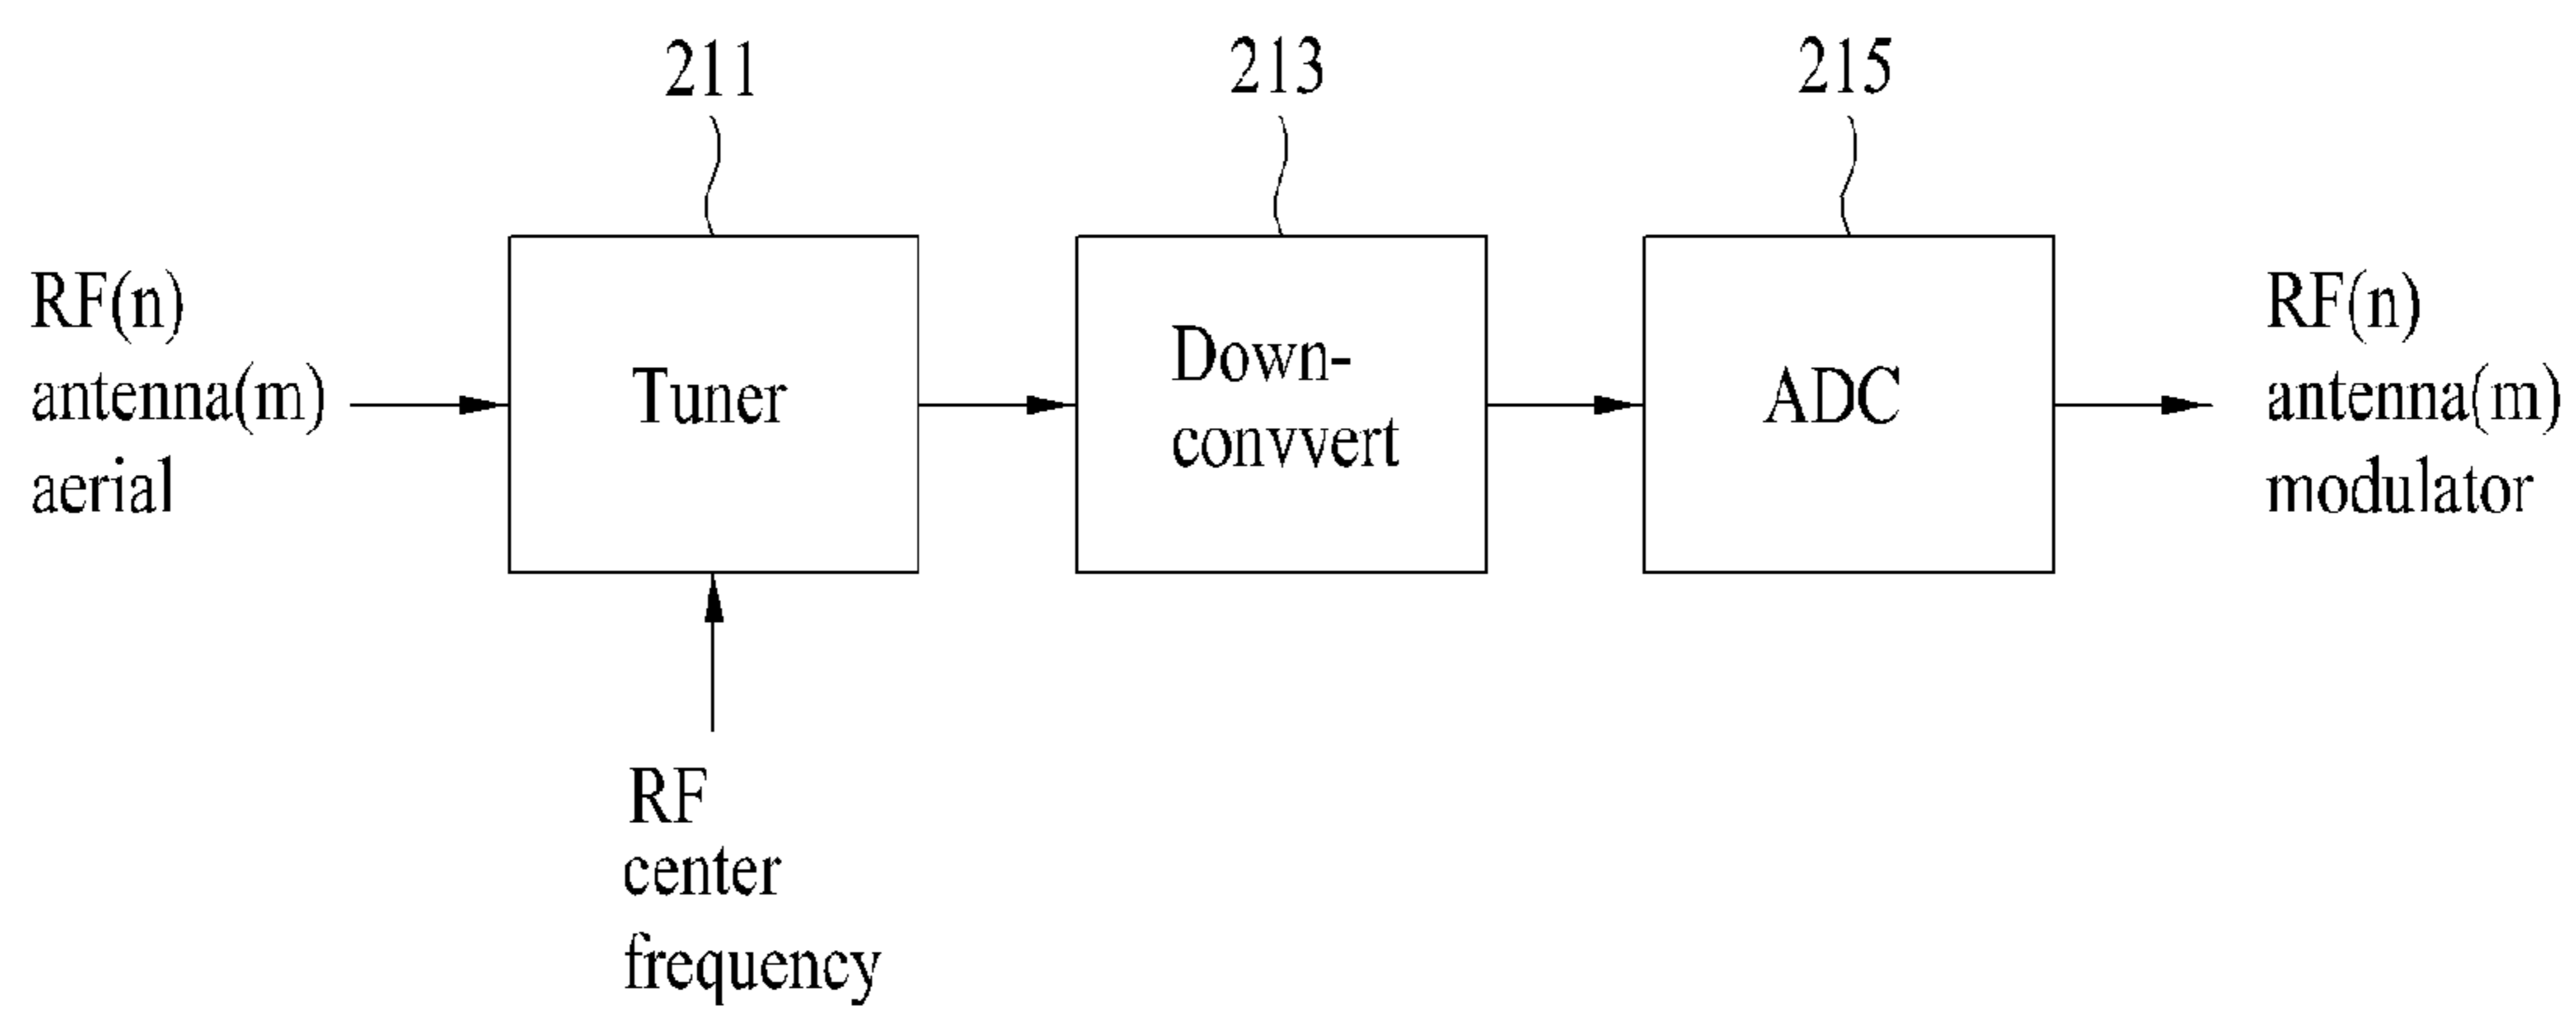 211
213
215
RF(n)
antenna(m)
aerial
Tuner
Down-
convvert
ADC
RF(n)
antenna(m)
modulator
RF
center
frequency